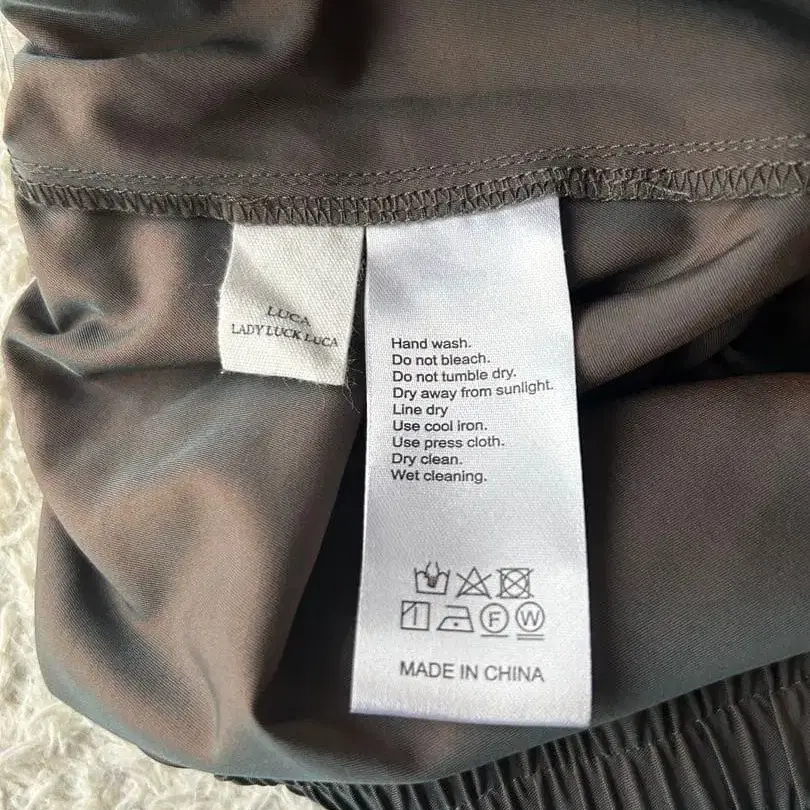 LUCA
LADY LUCK LUCA
Hand wash.
Do not bleach.
Do not tumble dry.
Dry away from sunlight.
Line dry
Use cool iron.
Use press cloth.
Dry clean.
Wet cleaning.
F W
MADE IN CHINA